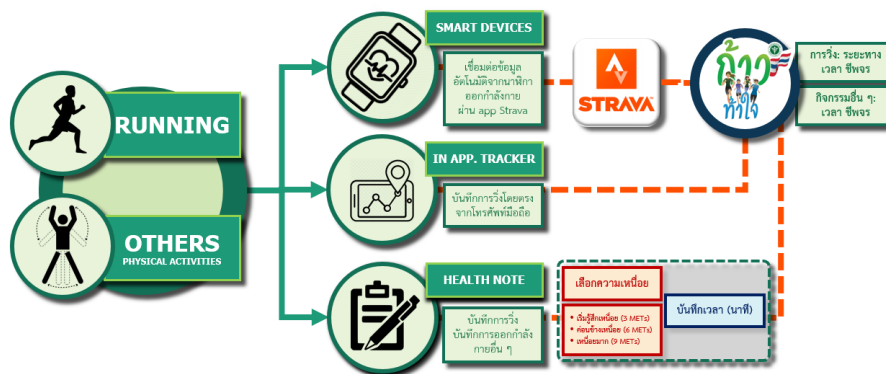 RUNNING
OTHERS
PHYSICAL ACTIVITIES
SMART DEVICES
เชื่อมต่อข้อมูล
อัตโนมัติจากนาฬิกา
ออกกำลังกาย
ผ่าน app Strava
STRAVA
ก้าว
ท้าใจ
การวิ่ง: ระยะทาง
เวลา ชีพจร
กิจกรรมอื่น ๆ:
เวลา ชีพจร
IN APP. TRACKER
บันทึกการวิ่งโดยตรง
จากโทรศัพท์มือถือ
HEALTH NOTE
บันทึกการวิ่ง
บันทึกการออกกำลัง
กายอื่น ๆ
เลือกความเหนื่อย
• เริ่มรู้สึกเหนื่อย (3 METs)
• ค่อนข้างเหนื่อย (6 METs)
• เหนื่อยมาก (9 METs)
บันทึกเวลา (นาที)